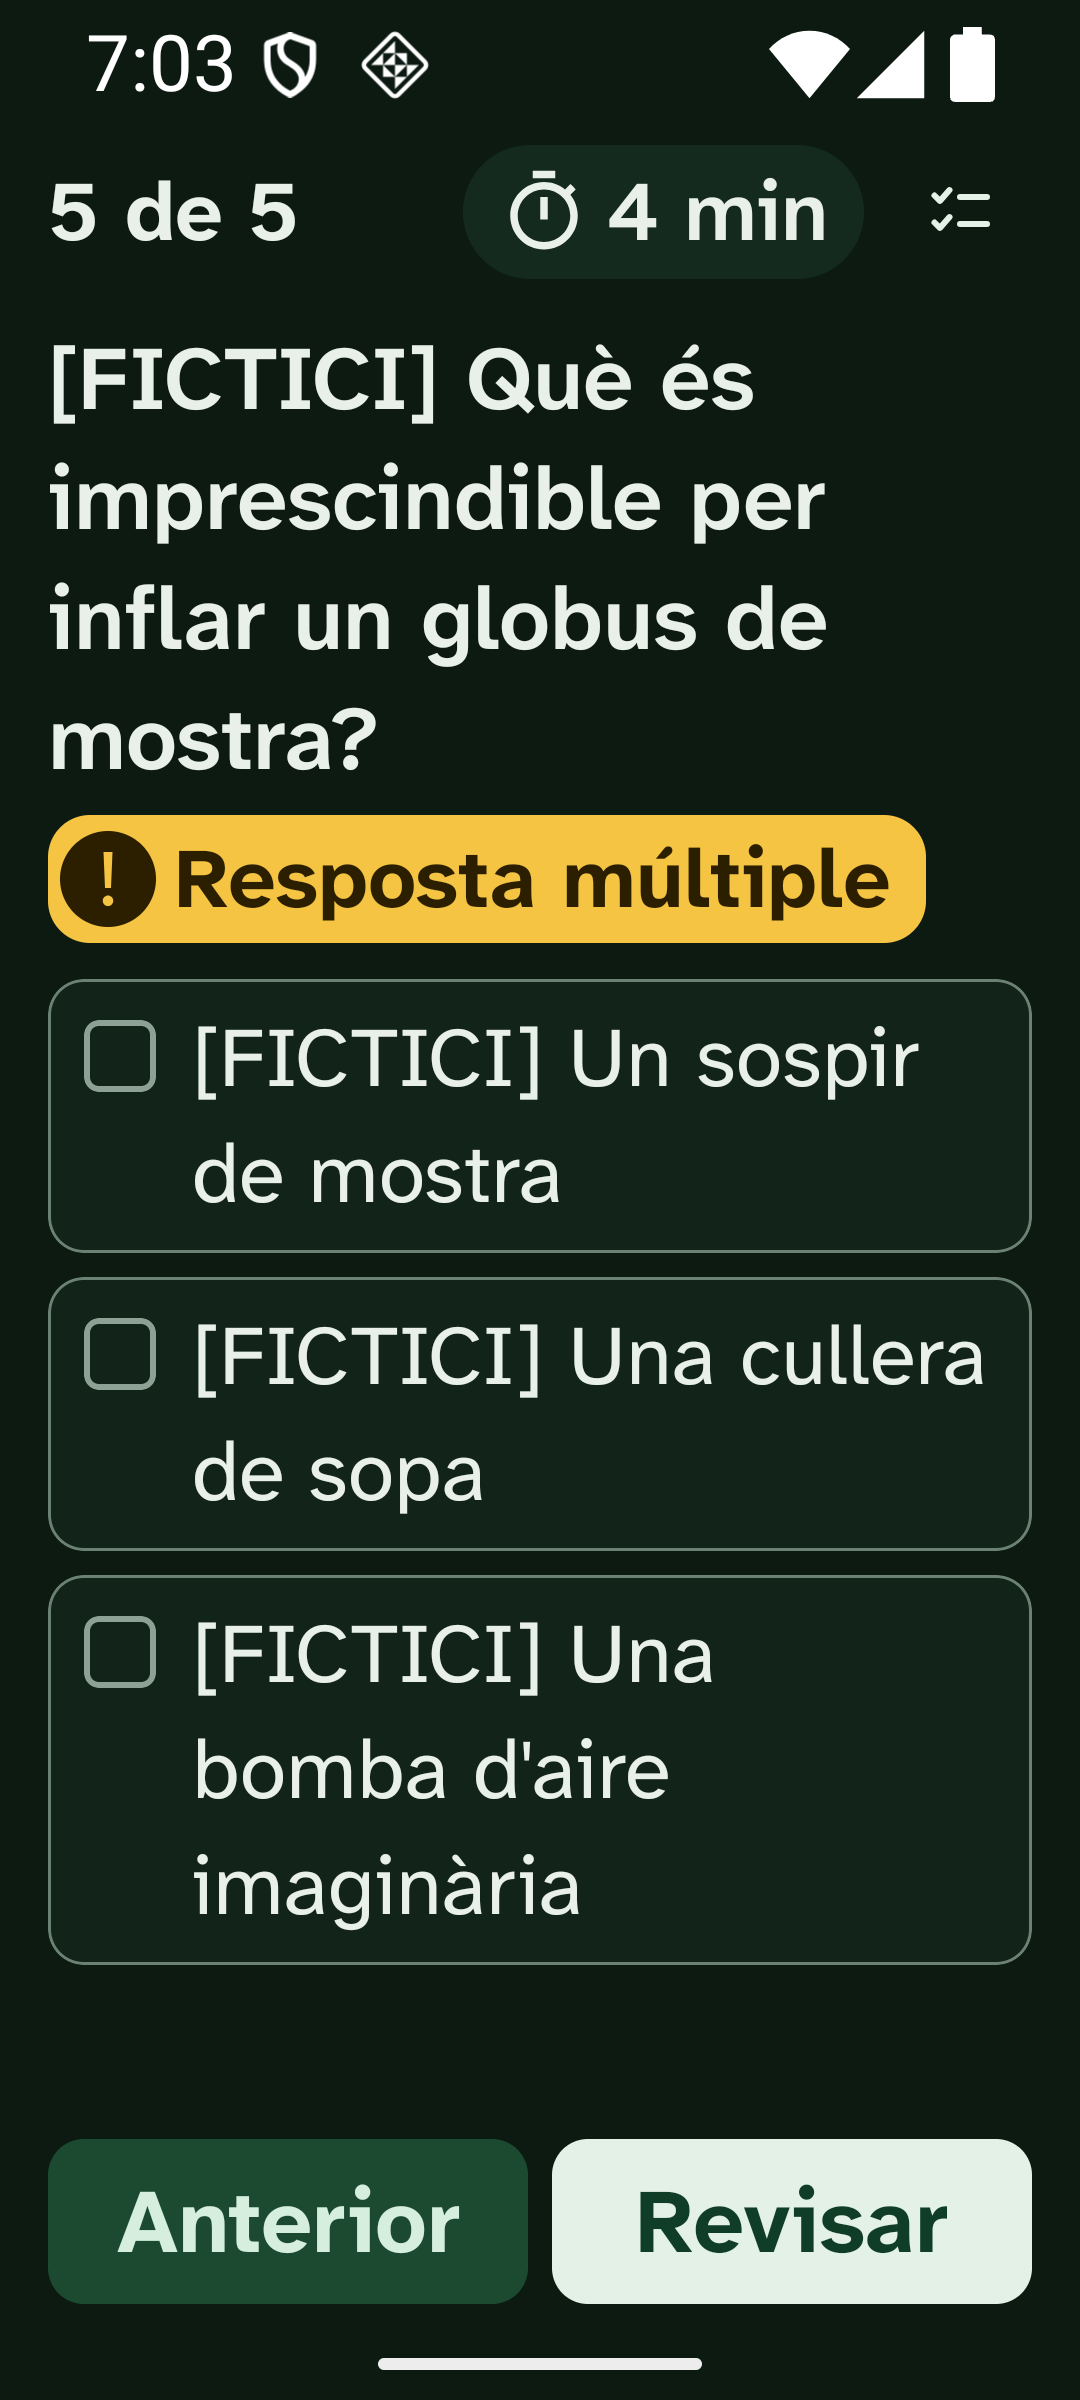 7:03
5 de 5
4 min
[FICTICI] Què és
imprescindible per
inflar un globus de
mostra?
! Resposta múltiple
[FICTICI] Un sospir
de mostra
[FICTICI] Una cullera
de sopa
[FICTICI] Una
bomba d'aire
imaginària
Anterior
Revisar